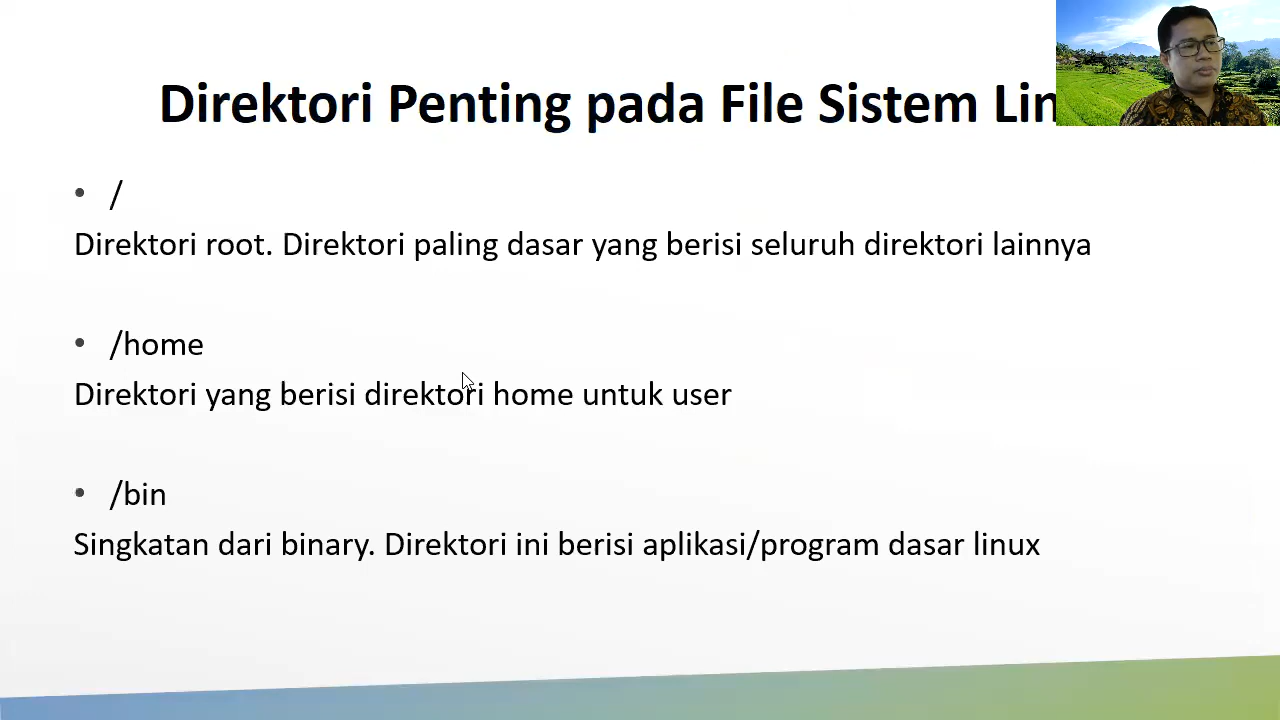 Direktori Penting pada File Sistem
• /
Direktori root. Direktori paling dasar yang berisi seluruh direktori lainnya
• /home
Direktori yang berisi direktori home untuk user
• /bin
Singkatan dari binary. Direktori ini berisi aplikasi/program dasar linux